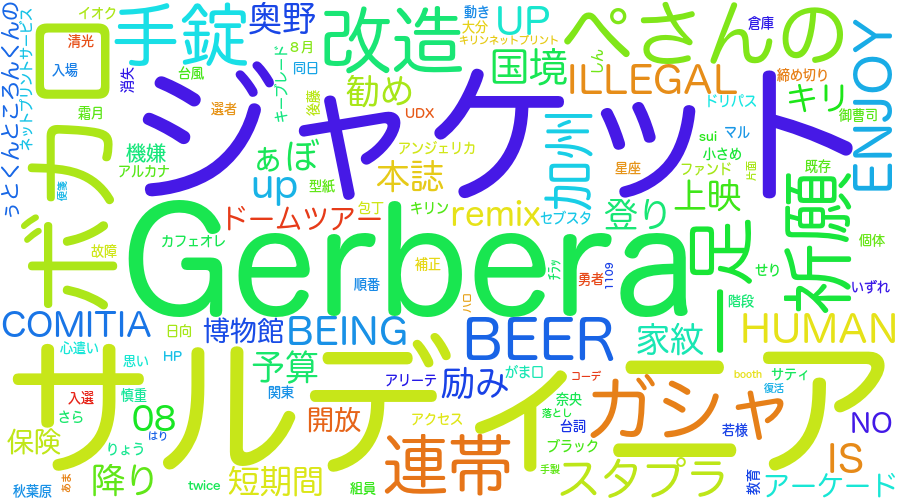 うとくんところんくんの
ネットプリントサービス
イオク
手錠
奥野
動き
UP
ぺさんの
倉庫
ENJOY
清光
入場
消失
改造
8月
同日
大分
キリンネットプリント
国境
しん
ILLEGAL
締め切り
キリ
御曹司
ボカロ
霜月
台風
選者
キーブレード
後藤
勧め
UDX
ドリパス
ジャケット
機嫌
アルカナ
あぼ
アンジェリカ
本誌
加州
sui
マル
小さめ
星座
ファンド
片面
既存
便箋
up
型紙
包丁
キリン
remix
セブスタ
登り
上映
祈願
ドームツアー
カフェオレ
Gerbera
一足
個体
故障
順番
補正
ハロ
ﾁﾗｯ
勇者
1109
せり
階段
いずれ
COMITIA
日向
博物館
BEING
BEER
家紋
HUMAN
心遣い
思い
HP
予算
アリーテ
励み
がま口
コーデ
booth
サティ
サルディシア
入選
慎重
関東
奈央
ガシャ
復活
さら
08
はり
開放
アクセス
落とし
台詞
若様
NO
保険
りょう
連帯
ブラック
IS
秋葉原
あま
降り
twice
短期間
組員
手製
スタプラ
教育
アーケード